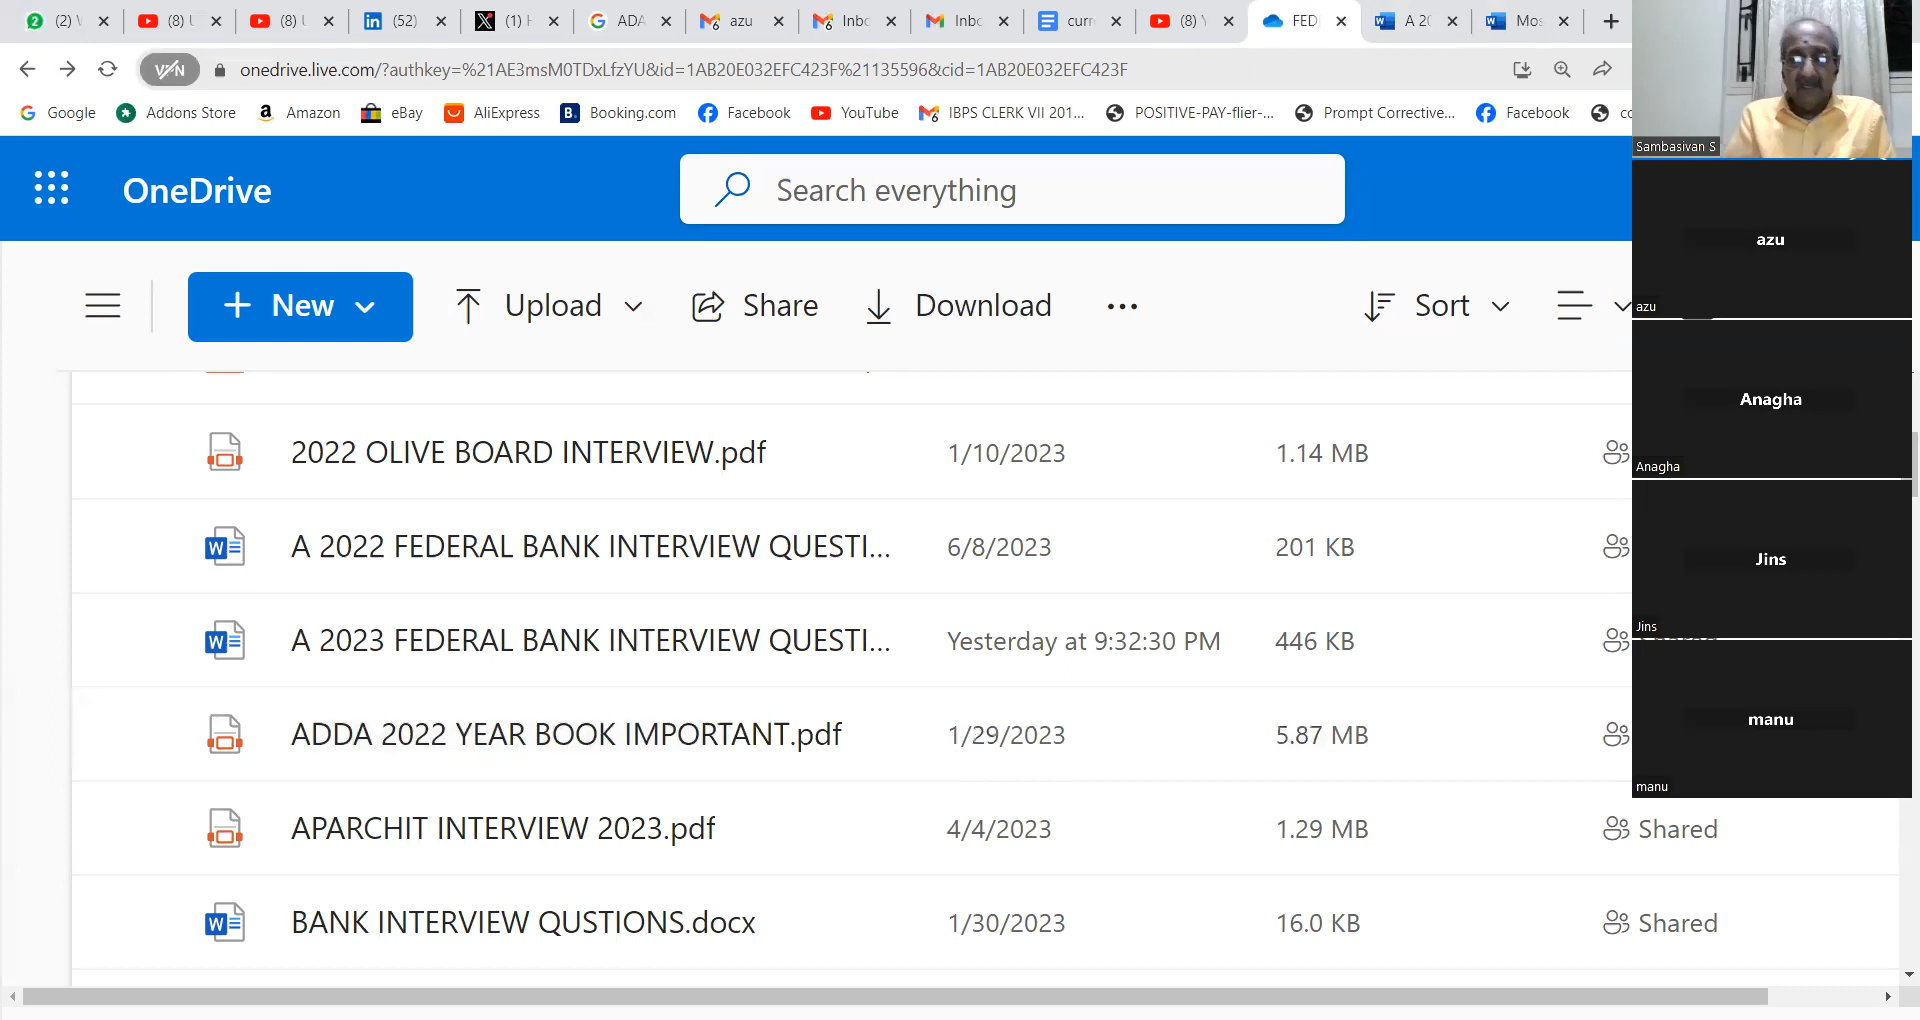 (2) V
(8) U
(8) U
(52)
(1) H
ADA
azu
Inbo
Inbo
curr
(8) Y
FED
A 20
Mos
VPN
onedrive.live.com/?authkey=%21AE3msM0TDxLfzYU&id=1AB20E032EFC423F%21135596&cid=1AB20E032EFC423F
Google
Addons Store
Amazon
eBay
AliExpress
Booking.com
Facebook
YouTube
IBPS CLERK VII 201...
POSITIVE-PAY-flier-...
Prompt Corrective...
Facebook
co
Sambasivan S
OneDrive
Search everything
azu
azu
New
Upload
Share
Download
Sort
2022 OLIVE BOARD INTERVIEW.pdf 1/10/2023 1.14 MB
Anagha
Anagha
A 2022 FEDERAL BANK INTERVIEW QUESTI... 6/8/2023 201 KB
Jins
Jins
A 2023 FEDERAL BANK INTERVIEW QUESTI... Yesterday at 9:32:30 PM 446 KB
ADDA 2022 YEAR BOOK IMPORTANT.pdf 1/29/2023 5.87 MB
manu
manu
APARCHIT INTERVIEW 2023.pdf 4/4/2023 1.29 MB Shared
BANK INTERVIEW QUSTIONS.docx 1/30/2023 16.0 KB Shared